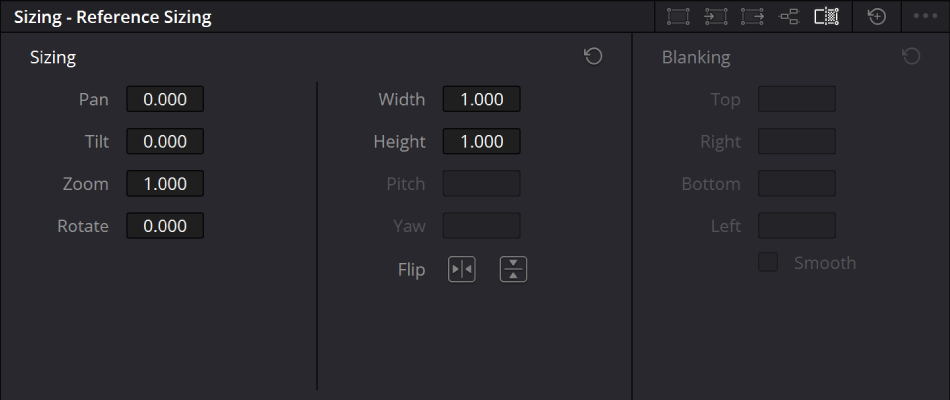 Sizing - Reference Sizing
Sizing
Blanking
Pan 0.000 Width 1.000 Top
Tilt 0.000 Height 1.000 Right
Zoom 1.000 Pitch Bottom
Rotate 0.000 Yaw Left
Flip Smooth